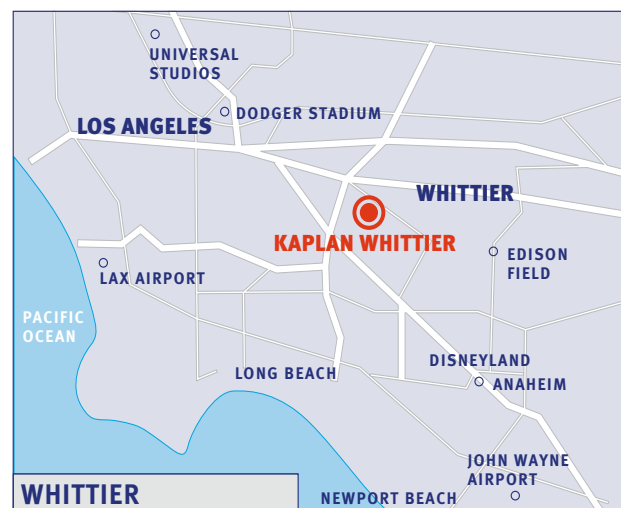 UNIVERSAL
STUDIOS
DODGER STADIUM
LOS ANGELES
WHITTIER
KAPLAN WHITTIER
EDISON
FIELD
LAX AIRPORT
PACIFIC
OCEAN
DISNEYLAND
LONG BEACH
ANAHEIM
JOHN WAYNE
AIRPORT
WHITTIER
NEWPORT BEACH